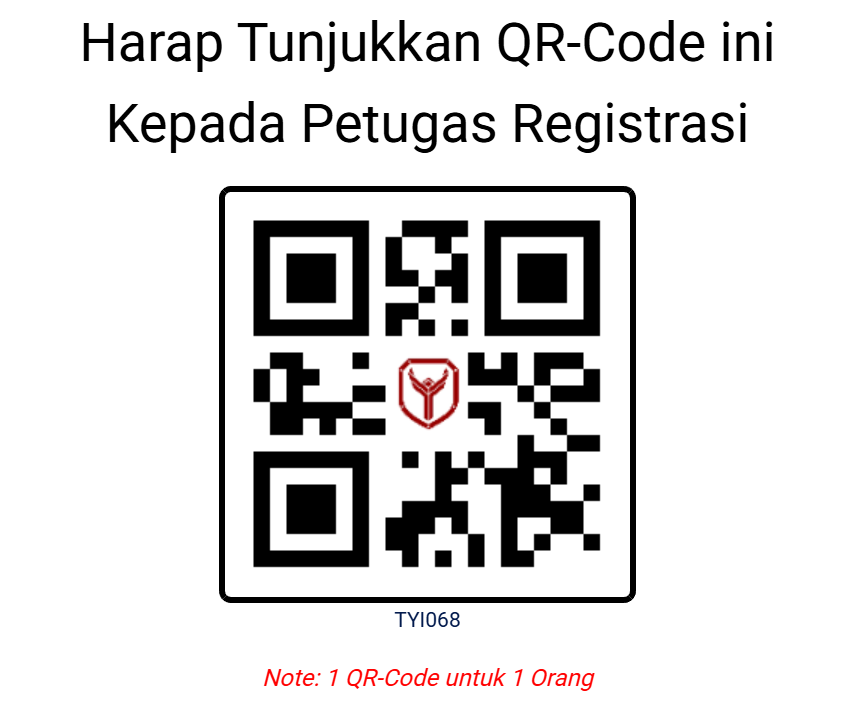 Harap Tunjukkan QR-Code ini
Kepada Petugas Registrasi
TYI068
Note: 1 QR-Code untuk 1 Orang